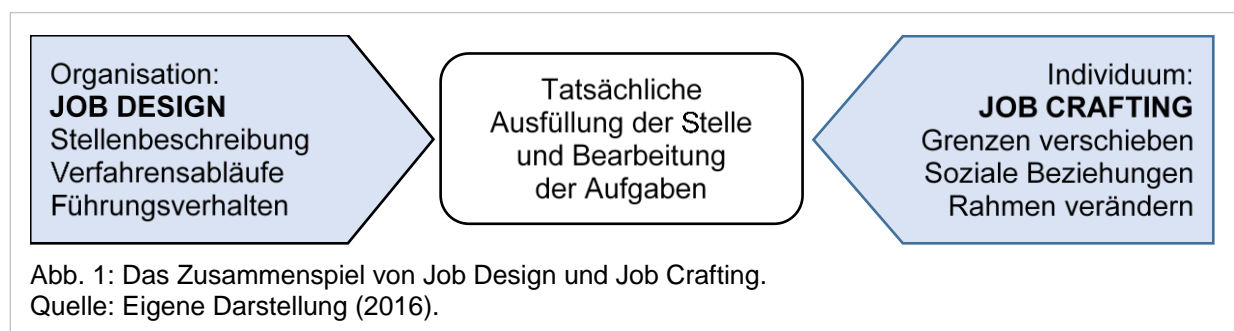 Organisation:
JOB DESIGN
Stellenbeschreibung
Verfahrensabläufe
Führungsverhalten
Tatsächliche
Ausfüllung der Stelle
und Bearbeitung
der Aufgaben
Individuum:
JOB CRAFTING
Grenzen verschieben
Soziale Beziehungen
Rahmen verändern
Abb. 1: Das Zusammenspiel von Job Design und Job Crafting.
Quelle: Eigene Darstellung (2016).